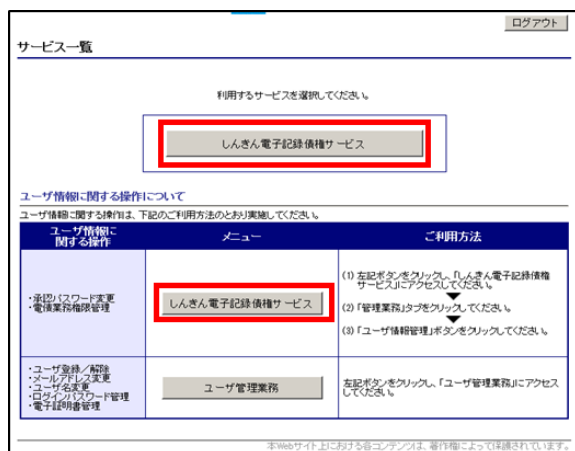 ログアウト
サービス一覧
利用するサービスを選択してください。
しんきん電子記録債権サービス
ユーザ情報に関する操作について
ユーザ情報に関する操作は、下記のご利用方法のとおり実施してください。
ユーザ情報に
関する操作
メニュー
ご利用方法
・承認パスワード変更
・電債業務権限管理
しんきん電子記録債権サービス
(1) 左記ボタンをクリックし、「しんきん電子記録債権
サービス」にアクセスしてください。
▼
(2) 「管理業務」タブをクリックしてください。
▼
(3) 「ユーザ情報管理」ボタンをクリックしてください。
・ユーザ登録／解除
・メールアドレス変更
・ユーザ名変更
・ログインパスワード管理
・電子証明書管理
ユーザ管理業務
左記ボタンをクリックし、「ユーザ管理業務」にアクセス
してください。
本Webサイト上における各コンテンツは、著作権によって保護されています。